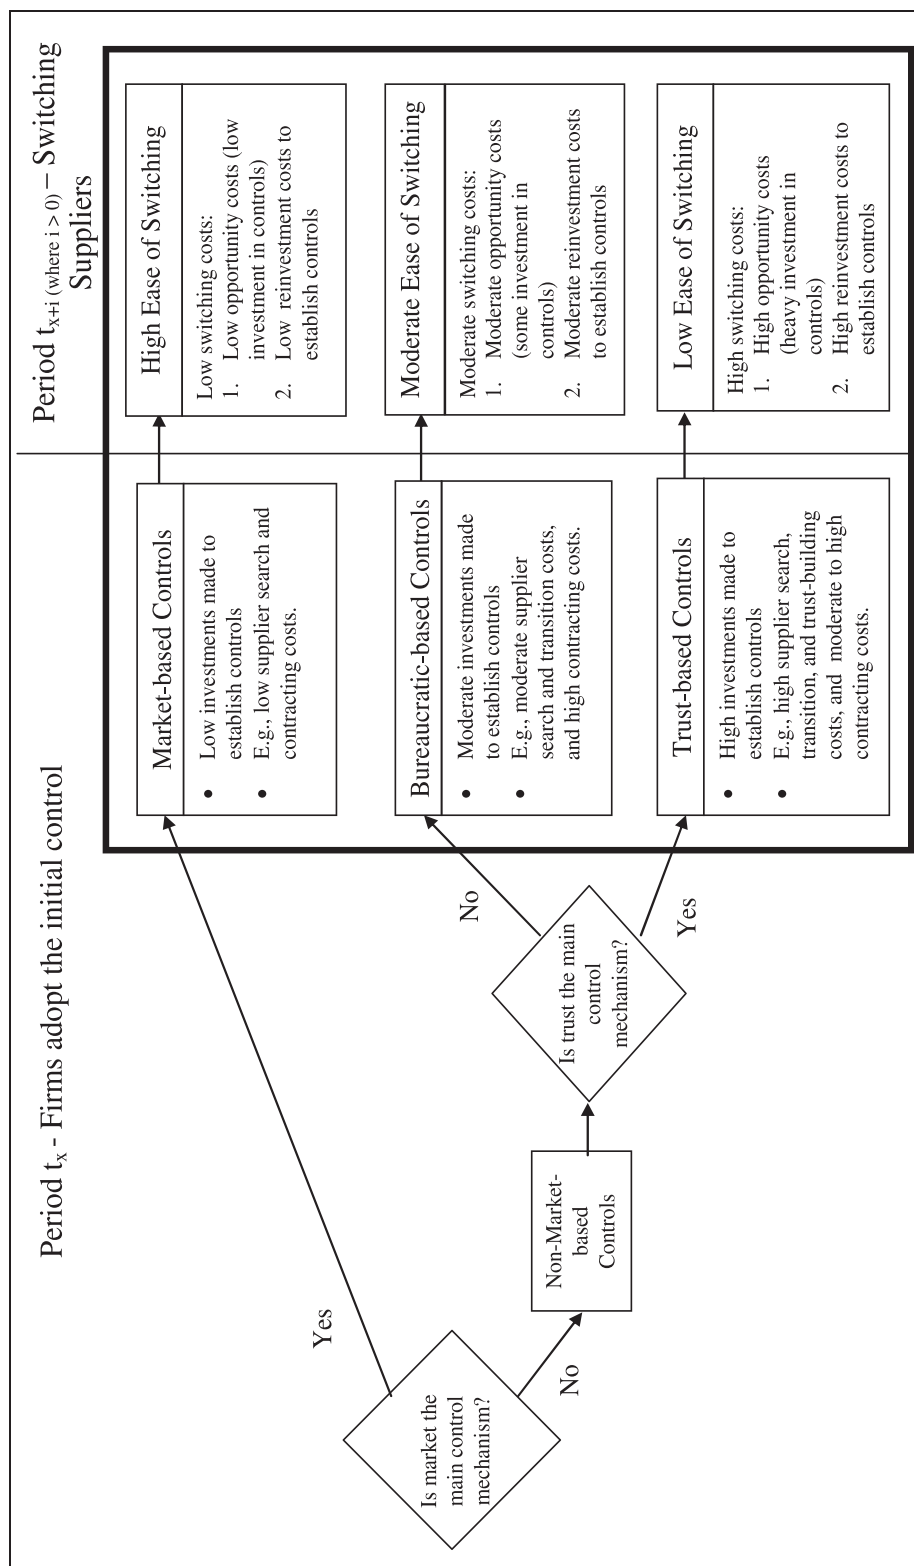 Period tx - Firms adopt the initial control
Period tx+i (where i > 0) – Switching
Suppliers
Is market the
main control
mechanism?
Yes
No
Non-Market-
based
Controls
Is trust the main
control
mechanism?
No
Yes
Market-based Controls
• Low investments made to
establish controls
• E.g., low supplier search and
contracting costs.
High Ease of Switching
Low switching costs:
1. Low opportunity costs (low
investment in controls)
2. Low reinvestment costs to
establish controls
Bureaucratic-based Controls
• Moderate investments made
to establish controls
• E.g., moderate supplier
search and transition costs,
and high contracting costs.
Moderate Ease of Switching
Moderate switching costs:
1. Moderate opportunity costs
(some investment in
controls)
2. Moderate reinvestment costs
to establish controls
Trust-based Controls
• High investments made to
establish controls
• E.g., high supplier search,
transition, and trust-building
costs, and moderate to high
contracting costs.
Low Ease of Switching
High switching costs:
1. High opportunity costs
(heavy investment in
controls)
2. High reinvestment costs to
establish controls